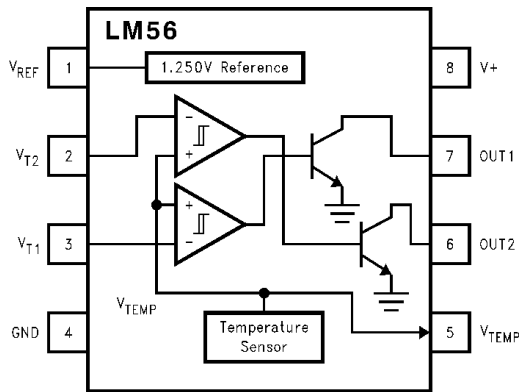 LM56
VREF 1 1.250V Reference 8 V+
VT2 2 − + 7 OUT1
VT1 3 + − 6 OUT2
GND 4 VTEMP Temperature Sensor 5 VTEMP